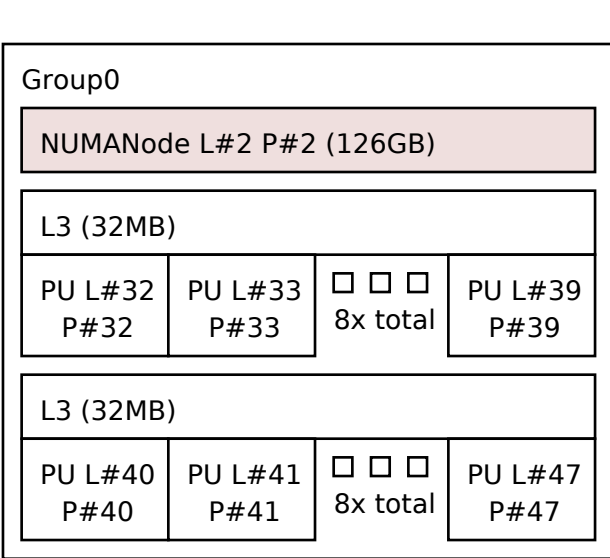 Group0
NUMANode L#2 P#2 (126GB)
L3 (32MB)
PU L#32 PU L#33 PU L#39
P#32 P#33 8x total P#39
L3 (32MB)
PU L#40 PU L#41 PU L#47
P#40 P#41 8x total P#47